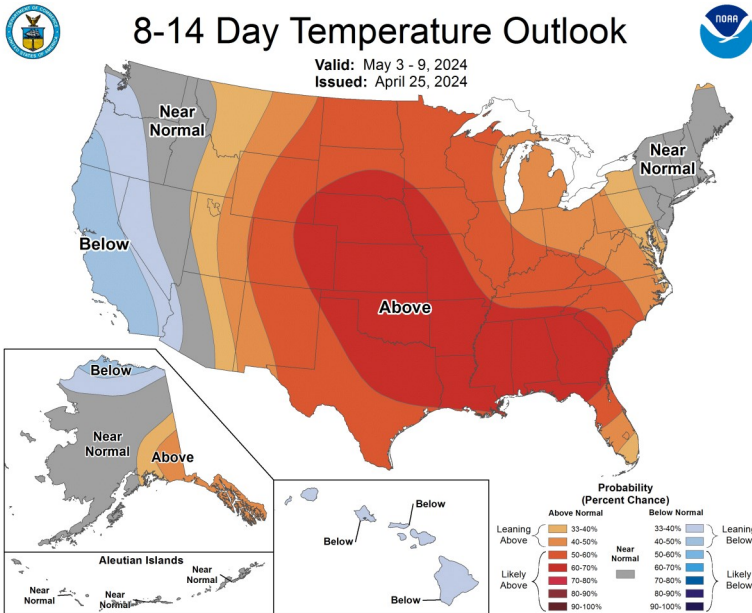 8-14 Day Temperature Outlook
Valid: May 3 - 9, 2024
Issued: April 25, 2024
NOAA
Near
Normal
Near
Normal
Below
Above
Below
Near
Normal
Above
Aleutian Islands
Near
Normal
Near
Normal
Near
Normal
Below
Below
Below
Probability
(Percent Chance)
Above Normal
Below Normal
Leaning
Above
33-40%
40-50%
Likely
Above
50-60%
60-70%
70-80%
80-90%
90-100%
Near
Normal
33-40%
40-50%
Leaning
Below
50-60%
60-70%
70-80%
80-90%
90-100%
Likely
Below